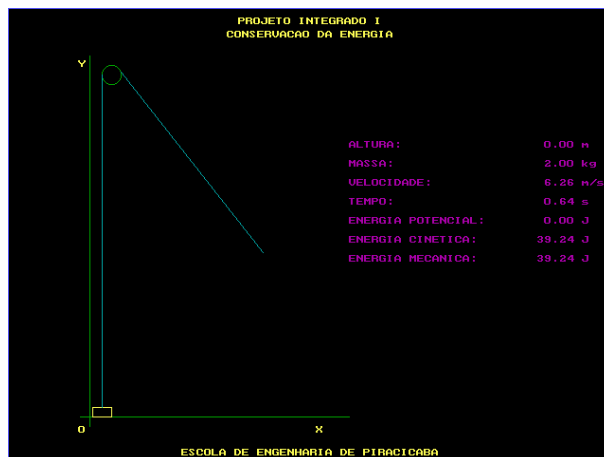 PROJETO INTEGRADO I
CONSERVACAO DA ENERGIA
Y
ALTURA: 0.00 m
MASSA: 2.00 kg
VELOCIDADE: 6.26 m/s
TEMPO: 0.64 s
ENERGIA POTENCIAL: 0.00 J
ENERGIA CINETICA: 39.24 J
ENERGIA MECANICA: 39.24 J
O X
ESCOLA DE ENGENHARIA DE PIRACICABA